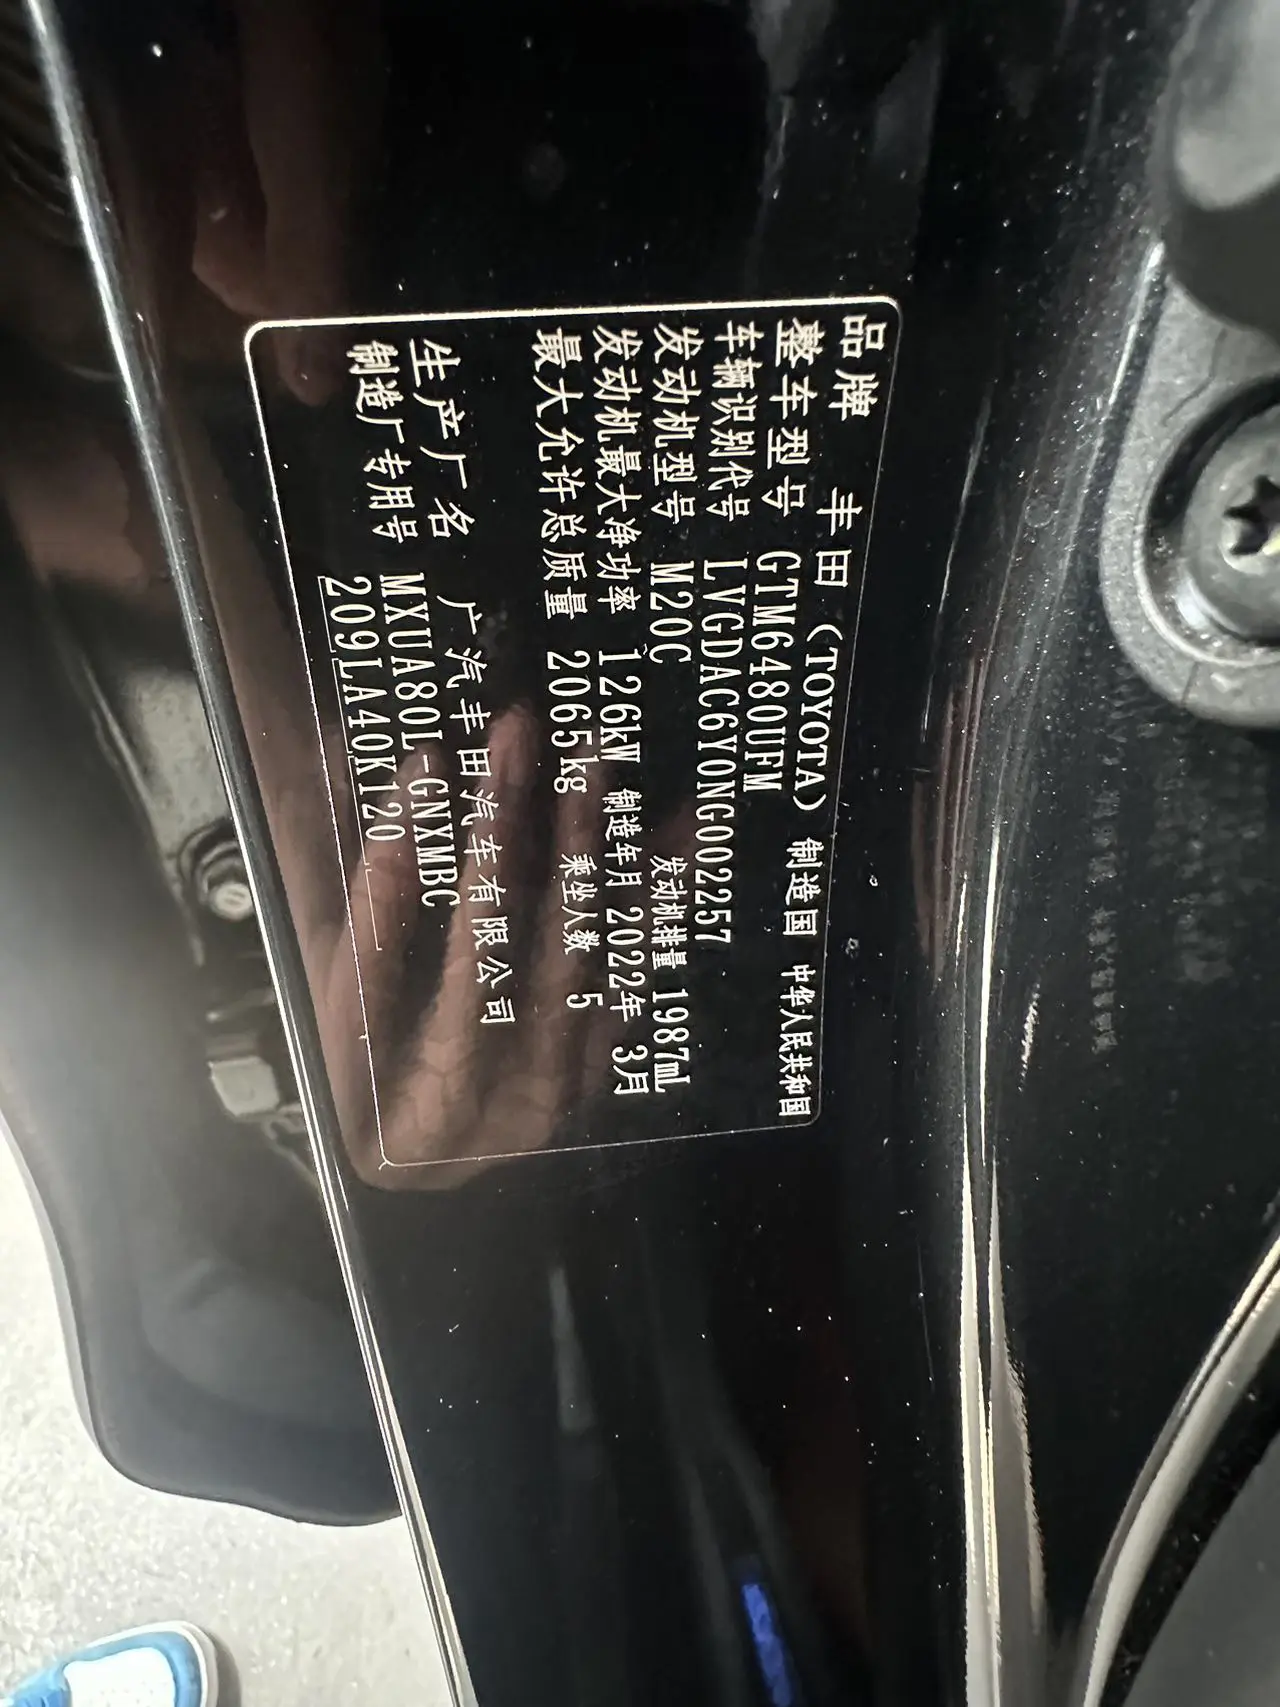 品牌 丰田（TOYOTA）制造国 中华人民共和国
整车型号 GTM6480UFM
车辆识别代号 LVGDAC6Y0NG002257
发动机型号 M20C 发动机排量 1987mL
发动机最大净功率 126kW 制造年月 2022年 3月
最大允许总质量 2065kg 乘坐人数 5
生产厂名 广汽丰田汽车有限公司
制造厂专用号 MXUA80L-GNXMBC
209LA40K120